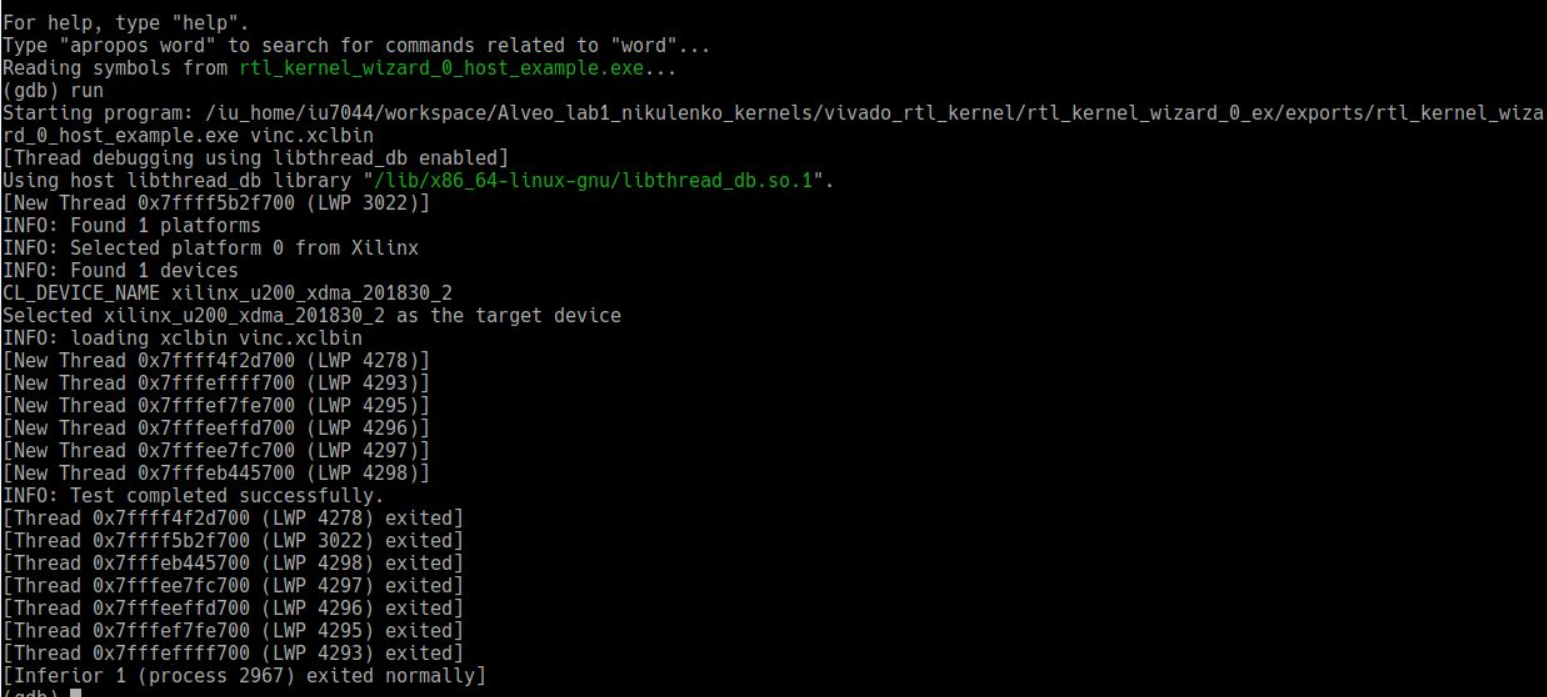 For help, type "help".
Type "apropos word" to search for commands related to "word"...
Reading symbols from rtl_kernel_wizard_0_host_example.exe...
(gdb) run
Starting program: /iu_home/iu7044/workspace/Alveo_lab1_nikulenko_kernels/vivado_rtl_kernel/rtl_kernel_wizard_0_ex/exports/rtl_kernel_wiza
rd_0_host_example.exe vinc.xclbin
[Thread debugging using libthread_db enabled]
Using host libthread_db library "/lib/x86_64-linux-gnu/libthread_db.so.1".
[New Thread 0x7ffff5b2f700 (LWP 3022)]
INFO: Found 1 platforms
INFO: Selected platform 0 from Xilinx
INFO: Found 1 devices
CL_DEVICE_NAME xilinx_u200_xdma_201830_2
Selected xilinx_u200_xdma_201830_2 as the target device
INFO: loading xclbin vinc.xclbin
[New Thread 0x7ffff4f2d700 (LWP 4278)]
[New Thread 0x7fffeffff700 (LWP 4293)]
[New Thread 0x7fffef7fe700 (LWP 4295)]
[New Thread 0x7fffeeffd700 (LWP 4296)]
[New Thread 0x7fffee7fc700 (LWP 4297)]
[New Thread 0x7fffeb445700 (LWP 4298)]
INFO: Test completed successfully.
[Thread 0x7ffff4f2d700 (LWP 4278) exited]
[Thread 0x7ffff5b2f700 (LWP 3022) exited]
[Thread 0x7fffeb445700 (LWP 4298) exited]
[Thread 0x7fffee7fc700 (LWP 4297) exited]
[Thread 0x7fffeeffd700 (LWP 4296) exited]
[Thread 0x7fffef7fe700 (LWP 4295) exited]
[Thread 0x7fffeffff700 (LWP 4293) exited]
[Inferior 1 (process 2967) exited normally]
(gdb)